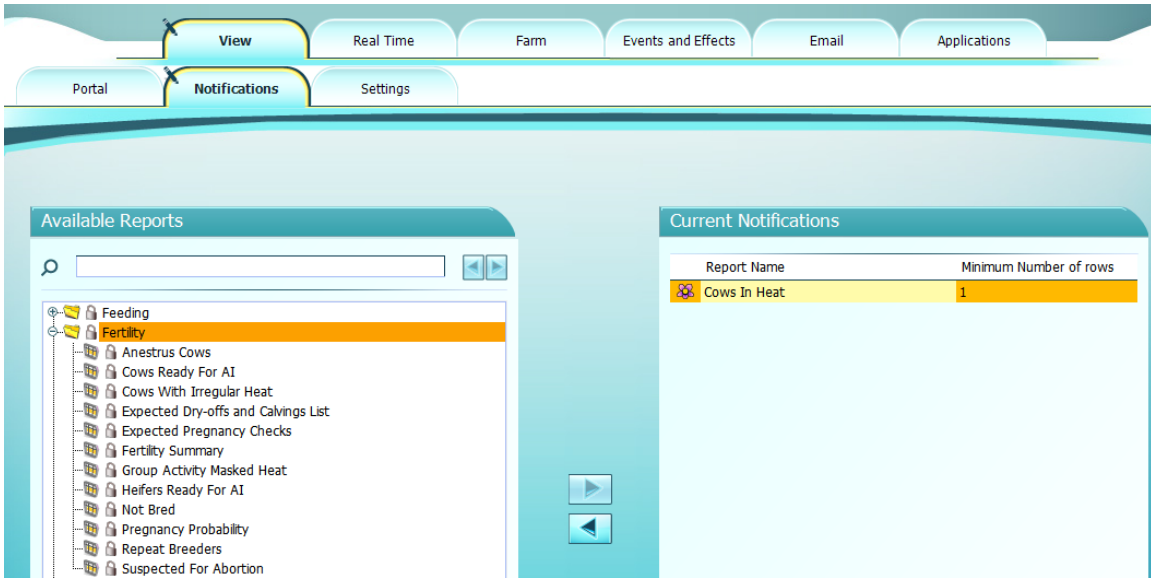 View Real Time Farm Events and Effects Email Applications
Portal Notifications Settings
Available Reports
Feeding
Fertility
Anestrus Cows
Cows Ready For AI
Cows With Irregular Heat
Expected Dry-offs and Calvings List
Expected Pregnancy Checks
Fertility Summary
Group Activity Masked Heat
Heifers Ready For AI
Not Bred
Pregnancy Probability
Repeat Breeders
Suspected For Abortion
Current Notifications
Report Name Minimum Number of rows
Cows In Heat 1